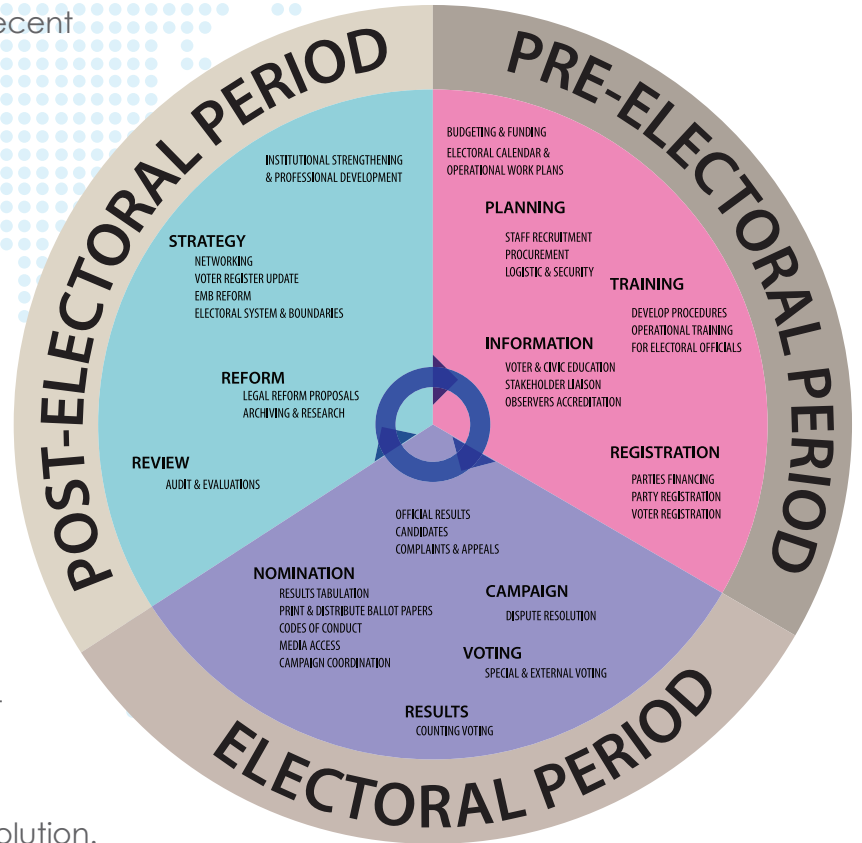 ecent
POST-ELECTORAL PERIOD
PRE-ELECTORAL PERIOD
ELECTORAL PERIOD
INSTITUTIONAL STRENGTHENING
& PROFESSIONAL DEVELOPMENT
STRATEGY
NETWORKING
VOTER REGISTER UPDATE
EMB REFORM
ELECTORAL SYSTEM & BOUNDARIES
REFORM
LEGAL REFORM PROPOSALS
ARCHIVING & RESEARCH
REVIEW
AUDIT & EVALUATIONS
BUDGETING & FUNDING
ELECTORAL CALENDAR &
OPERATIONAL WORK PLANS
PLANNING
STAFF RECRUITMENT
PROCUREMENT
LOGISTIC & SECURITY
TRAINING
DEVELOP PROCEDURES
OPERATIONAL TRAINING
FOR ELECTORAL OFFICIALS
INFORMATION
VOTER & CIVIC EDUCATION
STAKEHOLDER LIAISON
OBSERVERS ACCREDITATION
REGISTRATION
PARTIES FINANCING
PARTY REGISTRATION
VOTER REGISTRATION
OFFICIAL RESULTS
CANDIDATES
COMPLAINTS & APPEALS
NOMINATION
RESULTS TABULATION
PRINT & DISTRIBUTE BALLOT PAPERS
CODES OF CONDUCT
MEDIA ACCESS
CAMPAIGN COORDINATION
CAMPAIGN
DISPUTE RESOLUTION
VOTING
SPECIAL & EXTERNAL VOTING
RESULTS
COUNTING VOTING
olution.